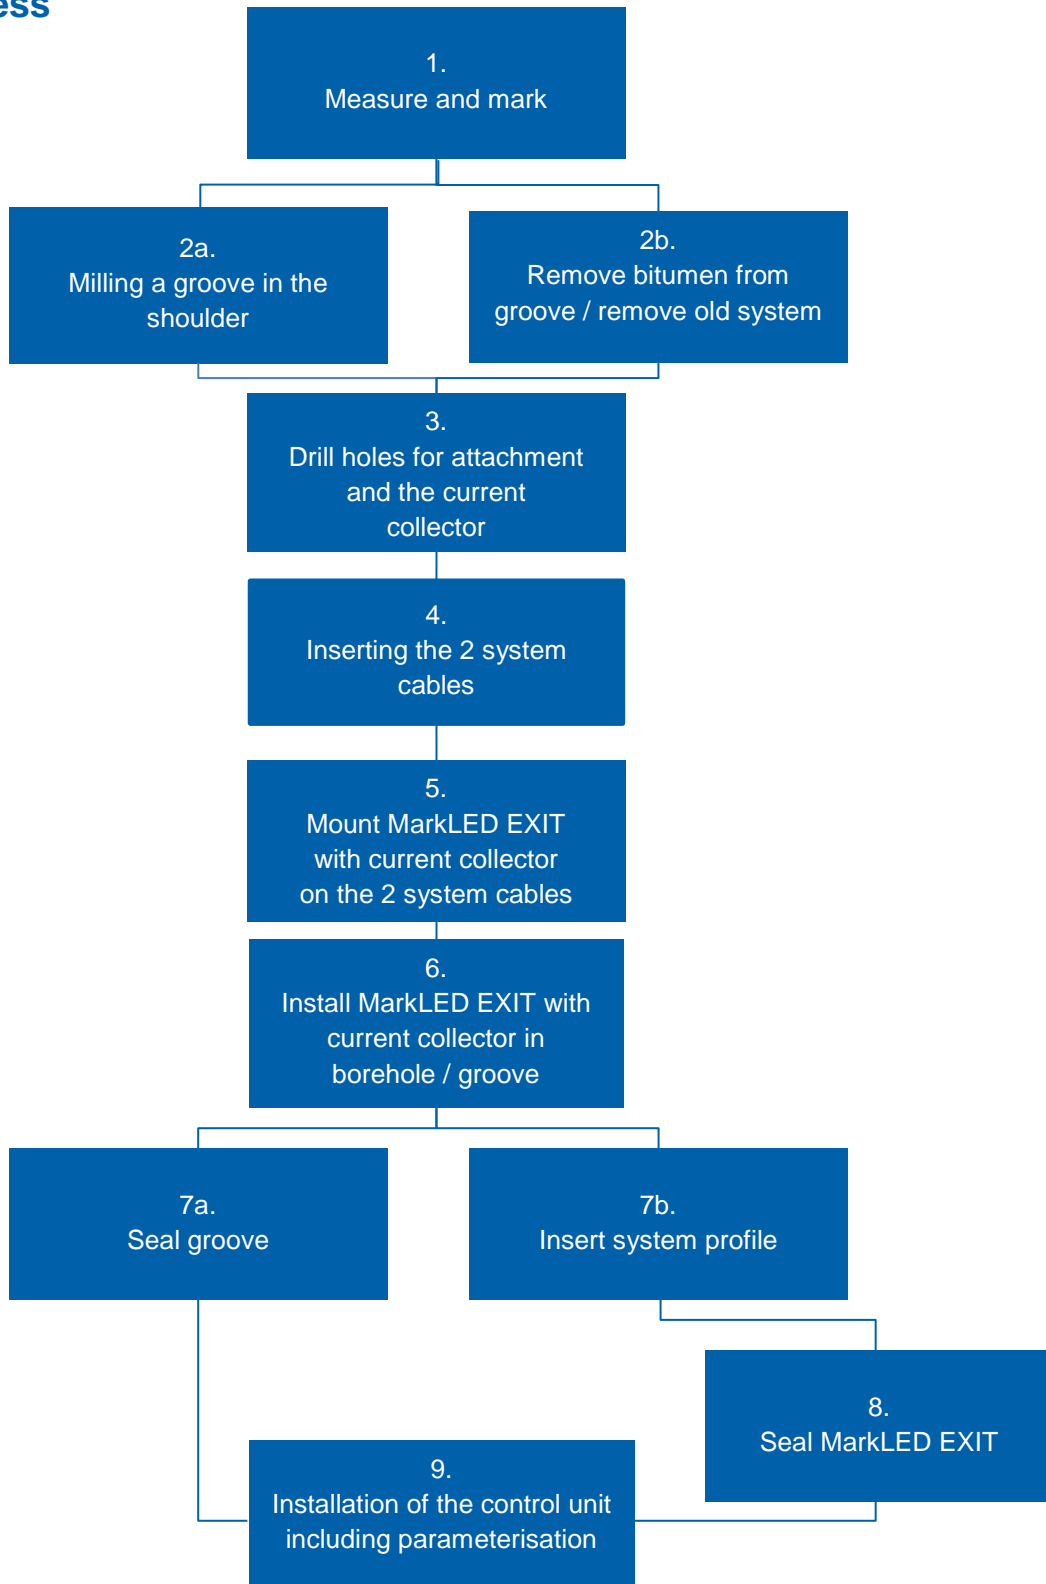 ess
1.
Measure and mark
2a.
Milling a groove in the
shoulder
2b.
Remove bitumen from
groove / remove old system
3.
Drill holes for attachment
and the current
collector
4.
Inserting the 2 system
cables
5.
Mount MarkLED EXIT
with current collector
on the 2 system cables
6.
Install MarkLED EXIT with
current collector in
borehole / groove
7a.
Seal groove
7b.
Insert system profile
8.
Seal MarkLED EXIT
9.
Installation of the control unit
including parameterisation